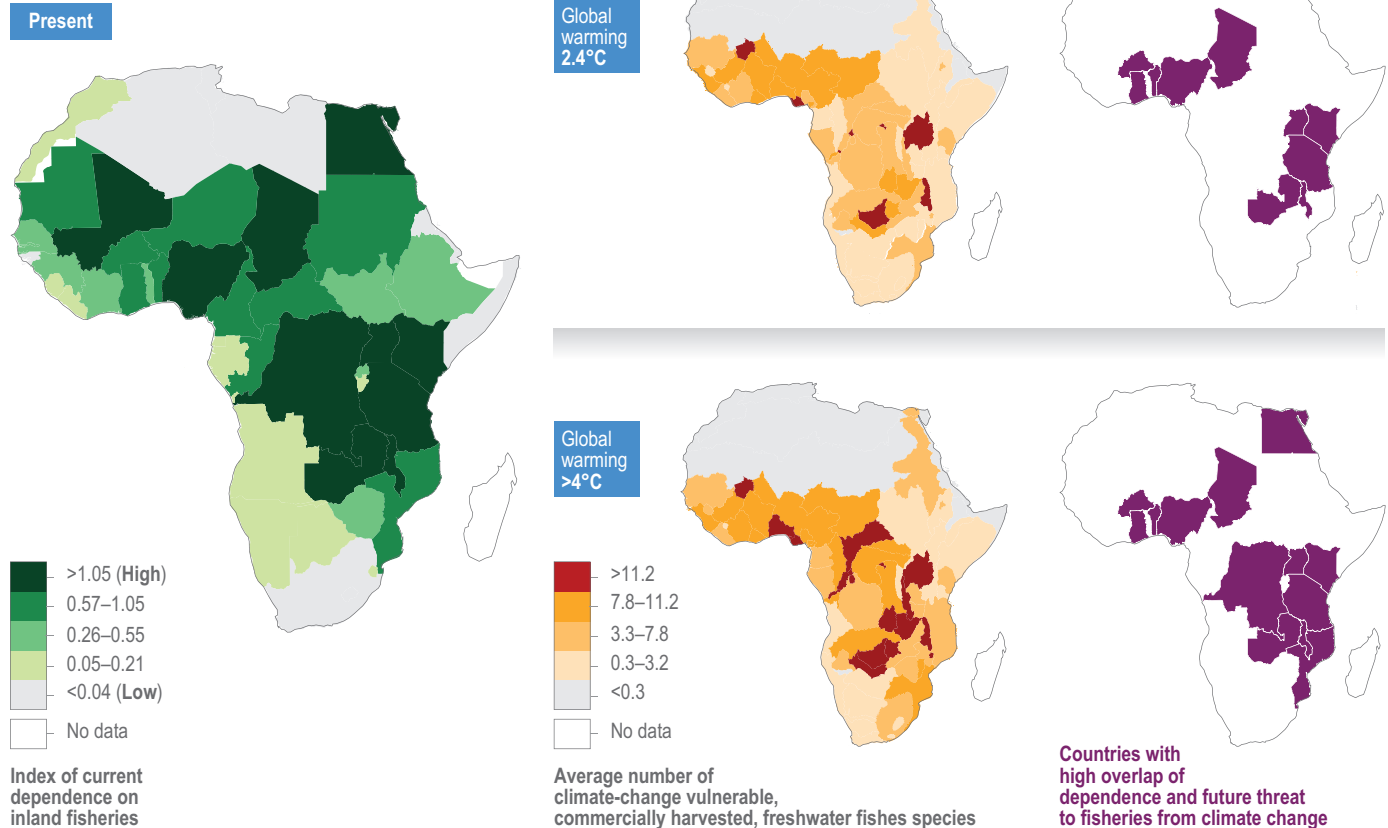 Present
Global
warming
2.4°C
>1.05 (High)
0.57–1.05
0.26–0.55
0.05–0.21
<0.04 (Low)
No data
Index of current
dependence on
inland fisheries
Global
warming
>4°C
>11.2
7.8–11.2
3.3–7.8
0.3–3.2
<0.3
No data
Average number of
climate-change vulnerable,
commercially harvested, freshwater fishes species
Countries with
high overlap of
dependence and future threat
to fisheries from climate change